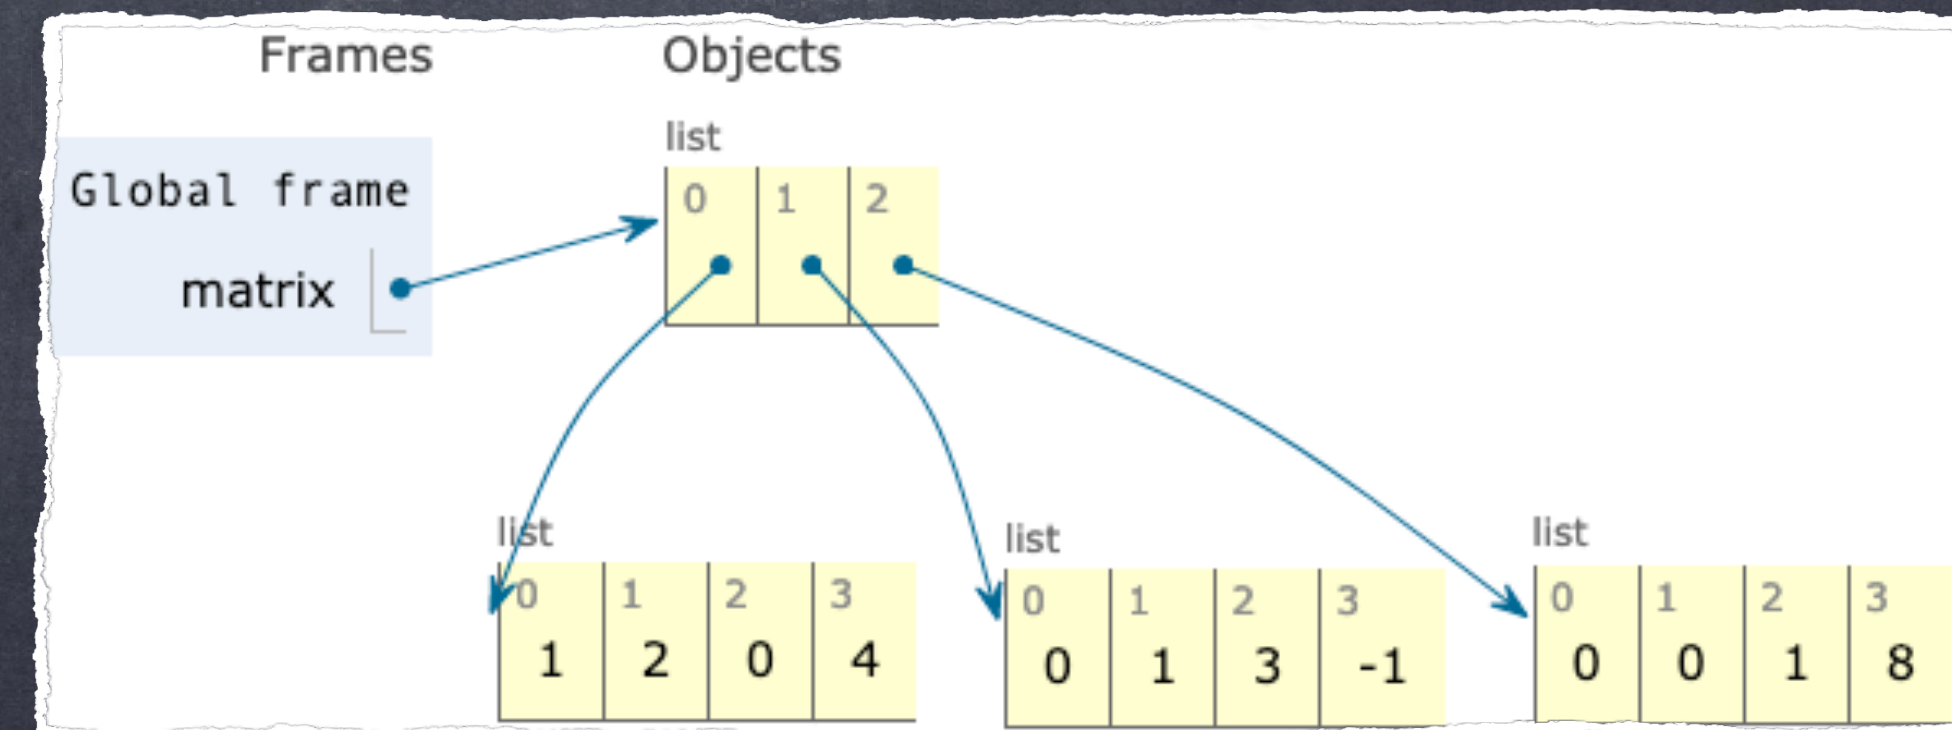 Frames Objects
list
Global frame
0 1 2
matrix
list list list
0 1 2 3 0 1 2 3 0 1 2 3
1 2 0 4 0 1 3 -1 0 0 1 8